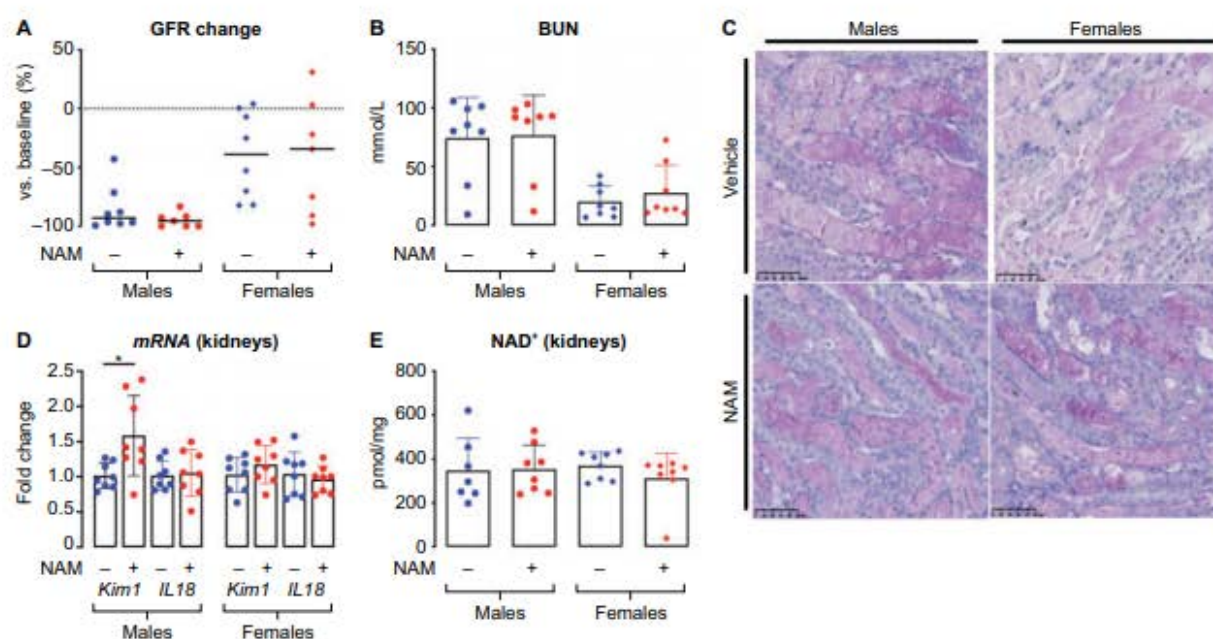 A GFR change
vs. baseline (%)
50
0
−50
−100
NAM − + − +
Males Females
B BUN
mmol/L
150
100
50
0
NAM − + − +
Males Females
C Males Females
Vehicle
NAM
D mRNA (kidneys)
Fold change
2.5
2.0
1.5
1.0
0.5
0
*
NAM − + − + − + − +
Kim1 IL18 Kim1 IL18
Males Females
E NAD+ (kidneys)
pmol/mg
800
600
400
200
0
NAM − + − +
Males Females